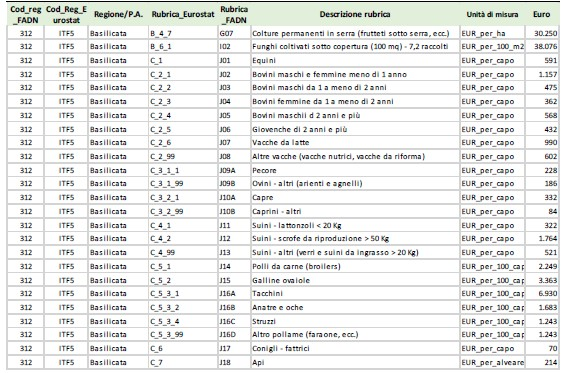 Cod_reg_FADN Cod_Reg_Eurostat Regione/P.A. Rubrica_Eurostat Rubrica_FADN Descrizione rubrica Unità di misura Euro
312 ITF5 Basilicata B_4_7 G07 Colture permanenti in serra (frutteti sotto serra, ecc.) EUR_per_ha 30.250
312 ITF5 Basilicata B_6_1 I02 Funghi coltivati sotto copertura (100 mq) - 7,2 raccolti EUR_per_100_m2 38.076
312 ITF5 Basilicata C_1 J01 Equini EUR_per_capo 591
312 ITF5 Basilicata C_2_1 J02 Bovini maschi e femmine meno di 1 anno EUR_per_capo 1.157
312 ITF5 Basilicata C_2_2 J03 Bovini maschi da 1 a meno di 2 anni EUR_per_capo 475
312 ITF5 Basilicata C_2_3 J04 Bovini femmine da 1 a meno di 2 anni EUR_per_capo 362
312 ITF5 Basilicata C_2_4 J05 Bovini maschii d 2 anni e più EUR_per_capo 568
312 ITF5 Basilicata C_2_5 J06 Giovenche di 2 anni e più EUR_per_capo 432
312 ITF5 Basilicata C_2_6 J07 Vacche da latte EUR_per_capo 990
312 ITF5 Basilicata C_2_99 J08 Altre vacche (vacche nutrici, vacche da riforma) EUR_per_capo 602
312 ITF5 Basilicata C_3_1_1 J09A Pecore EUR_per_capo 228
312 ITF5 Basilicata C_3_1_99 J09B Ovini - altri (arienti e agnelli) EUR_per_capo 186
312 ITF5 Basilicata C_3_2_1 J10A Capre EUR_per_capo 332
312 ITF5 Basilicata C_3_2_99 J10B Caprini - altri EUR_per_capo 84
312 ITF5 Basilicata C_4_1 J11 Suini - lattonzoli < 20 Kg EUR_per_capo 322
312 ITF5 Basilicata C_4_2 J12 Suini - scrofe da riproduzione > 50 Kg EUR_per_capo 1.764
312 ITF5 Basilicata C_4_99 J13 Suini - altri (verri e suini da ingrasso > 20 Kg) EUR_per_capo 521
312 ITF5 Basilicata C_5_1 J14 Polli da carne (broilers) EUR_per_100_cap 2.249
312 ITF5 Basilicata C_5_2 J15 Galline ovaiole EUR_per_100_cap 3.363
312 ITF5 Basilicata C_5_3_1 J16A Tacchini EUR_per_100_cap 6.930
312 ITF5 Basilicata C_5_3_2 J16B Anatre e oche EUR_per_100_cap 1.683
312 ITF5 Basilicata C_5_3_4 J16C Struzzi EUR_per_100_cap 1.243
312 ITF5 Basilicata C_5_3_99 J16D Altro pollame (faraone, ecc.) EUR_per_100_cap 1.243
312 ITF5 Basilicata C_6 J17 Conigli - fattrici EUR_per_capo 70
312 ITF5 Basilicata C_7 J18 Api EUR_per_alveare 214